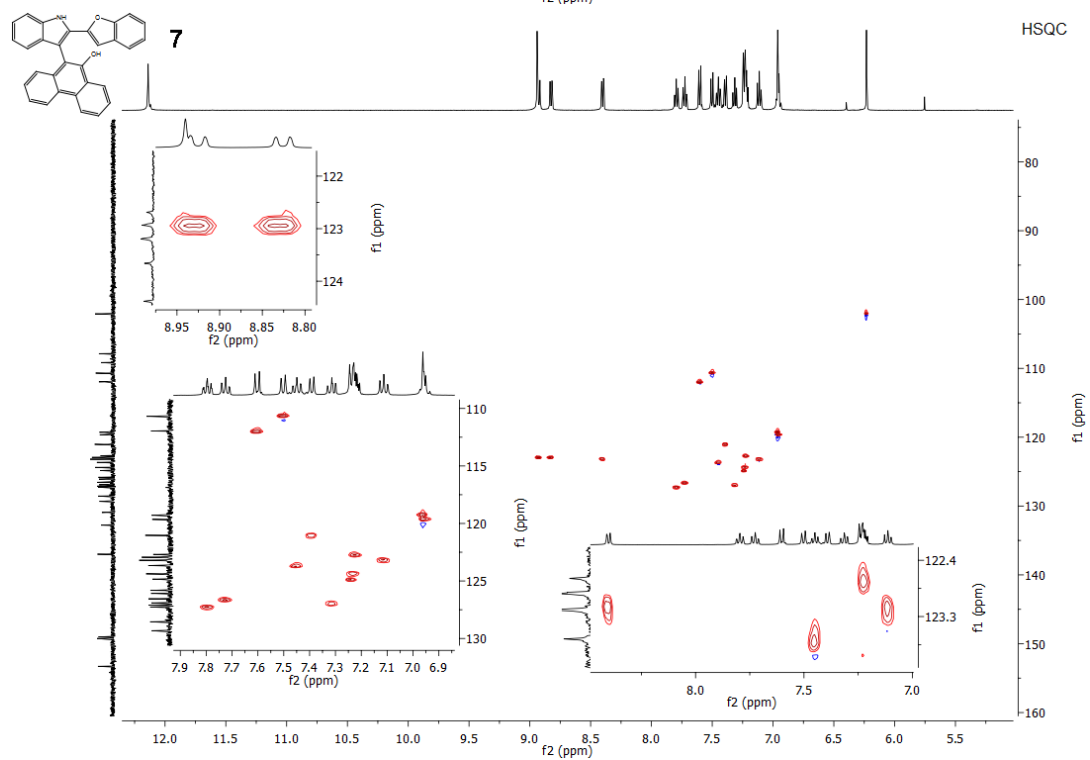 f2 (ppm)
HSQC
NH
O
7
OH
80
90
100
110
120
130
140
150
160
f1 (ppm)
12.0 11.5 11.0 10.5 10.0 9.5 9.0 8.5 8.0 7.5 7.0 6.5 6.0 5.5
f2 (ppm)
122
123
124
f1 (ppm)
8.95 8.90 8.85 8.80
f2 (ppm)
110
115
120
125
130
f1 (ppm)
7.9 7.8 7.7 7.6 7.5 7.4 7.3 7.2 7.1 7.0 6.9
f2 (ppm)
122.4
123.3
f1 (ppm)
8.0 7.5 7.0
f2 (ppm)